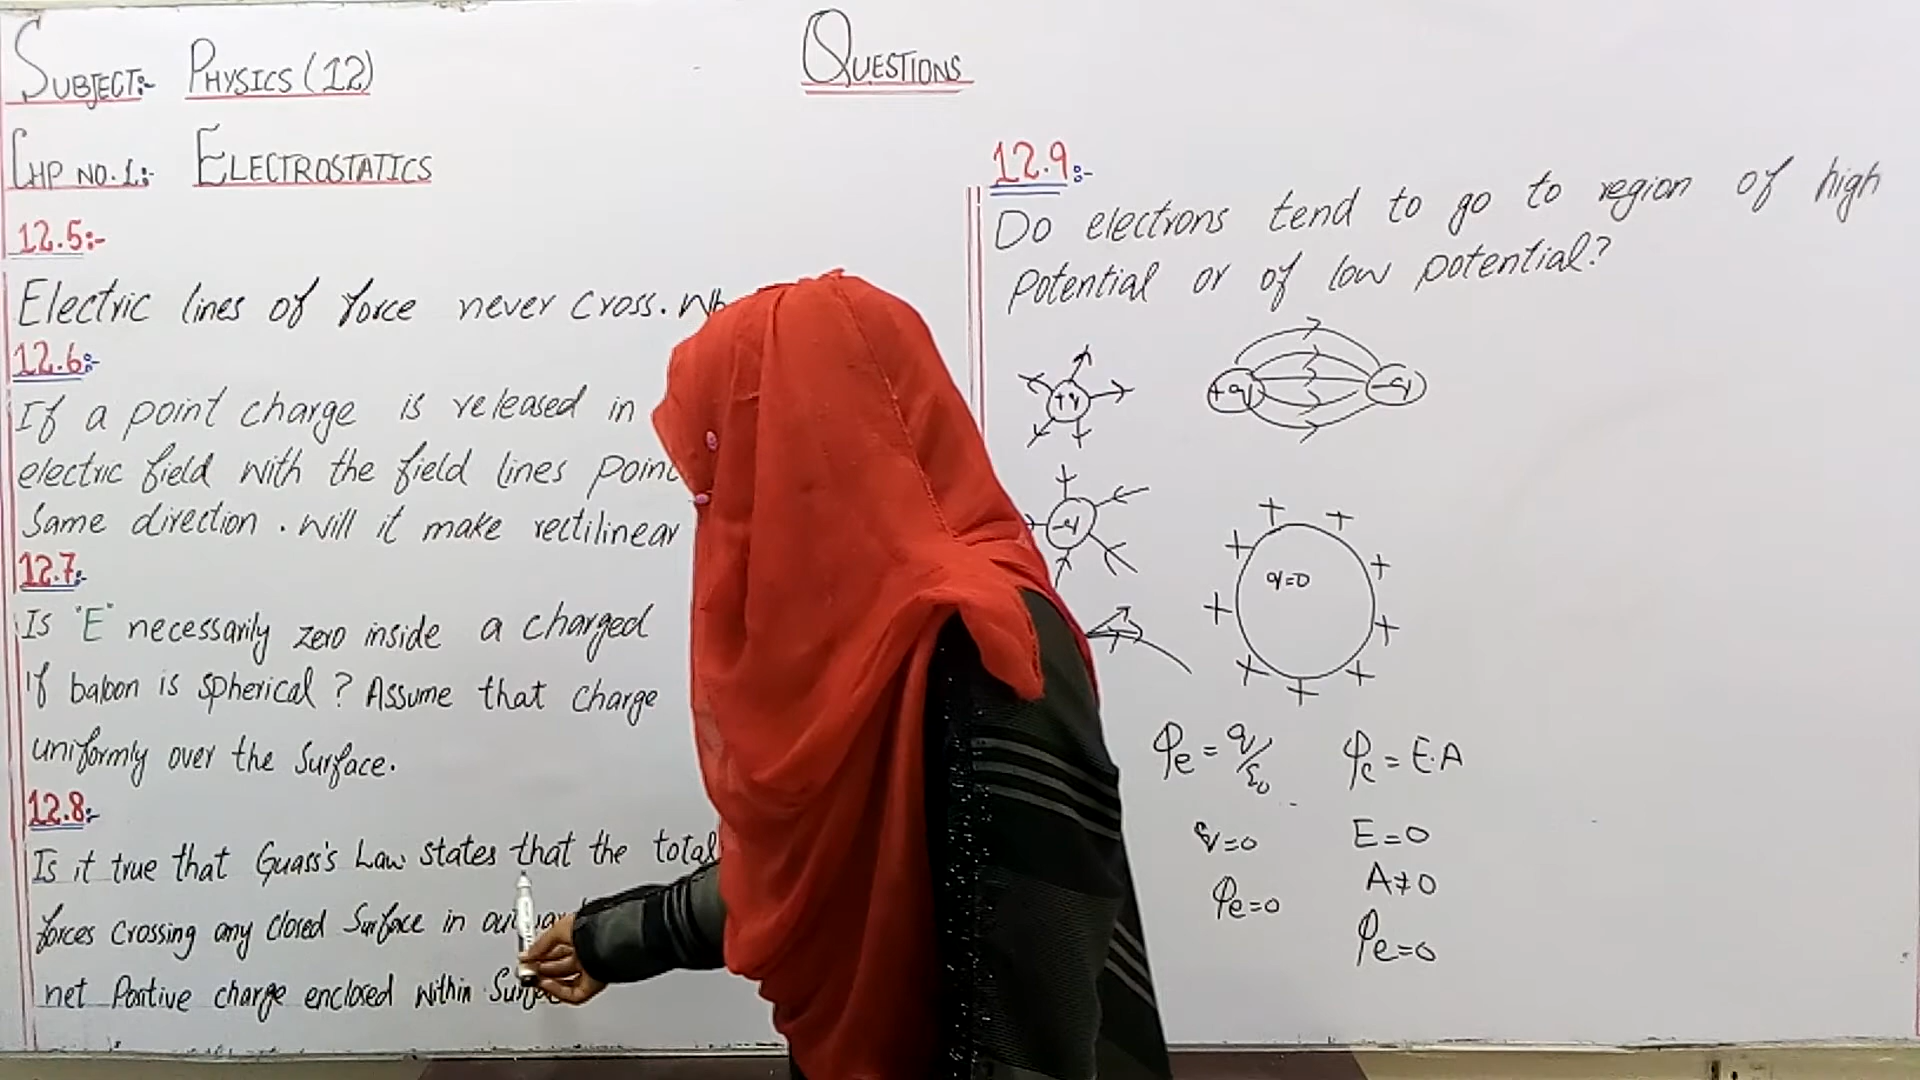 SUBJECT:- PHYSICS (12)
QUESTIONS
CHP NO. 1:- ELECTROSTATICS
12.5:-
Electric lines of force never cross.
12.6:-
If a point charge is released in
electric field with the field lines
Same direction. Will it make rectilinear
12.7:-
Is "E" necessarily zero inside a charged
If baloon is spherical? Assume that charge
uniformly over the surface.
12.8:-
Is it true that Guass's Law states that the total
forces crossing any closed Surface in
net Positive charge enclosed within
12.9:-
Do electrons tend to go to region of high
potential or of low potential?
+q
+q -q
-q
q=0
φe = q/ε0 φe = E.A
q=0 E=0
A≠0
φe=0
φe=0